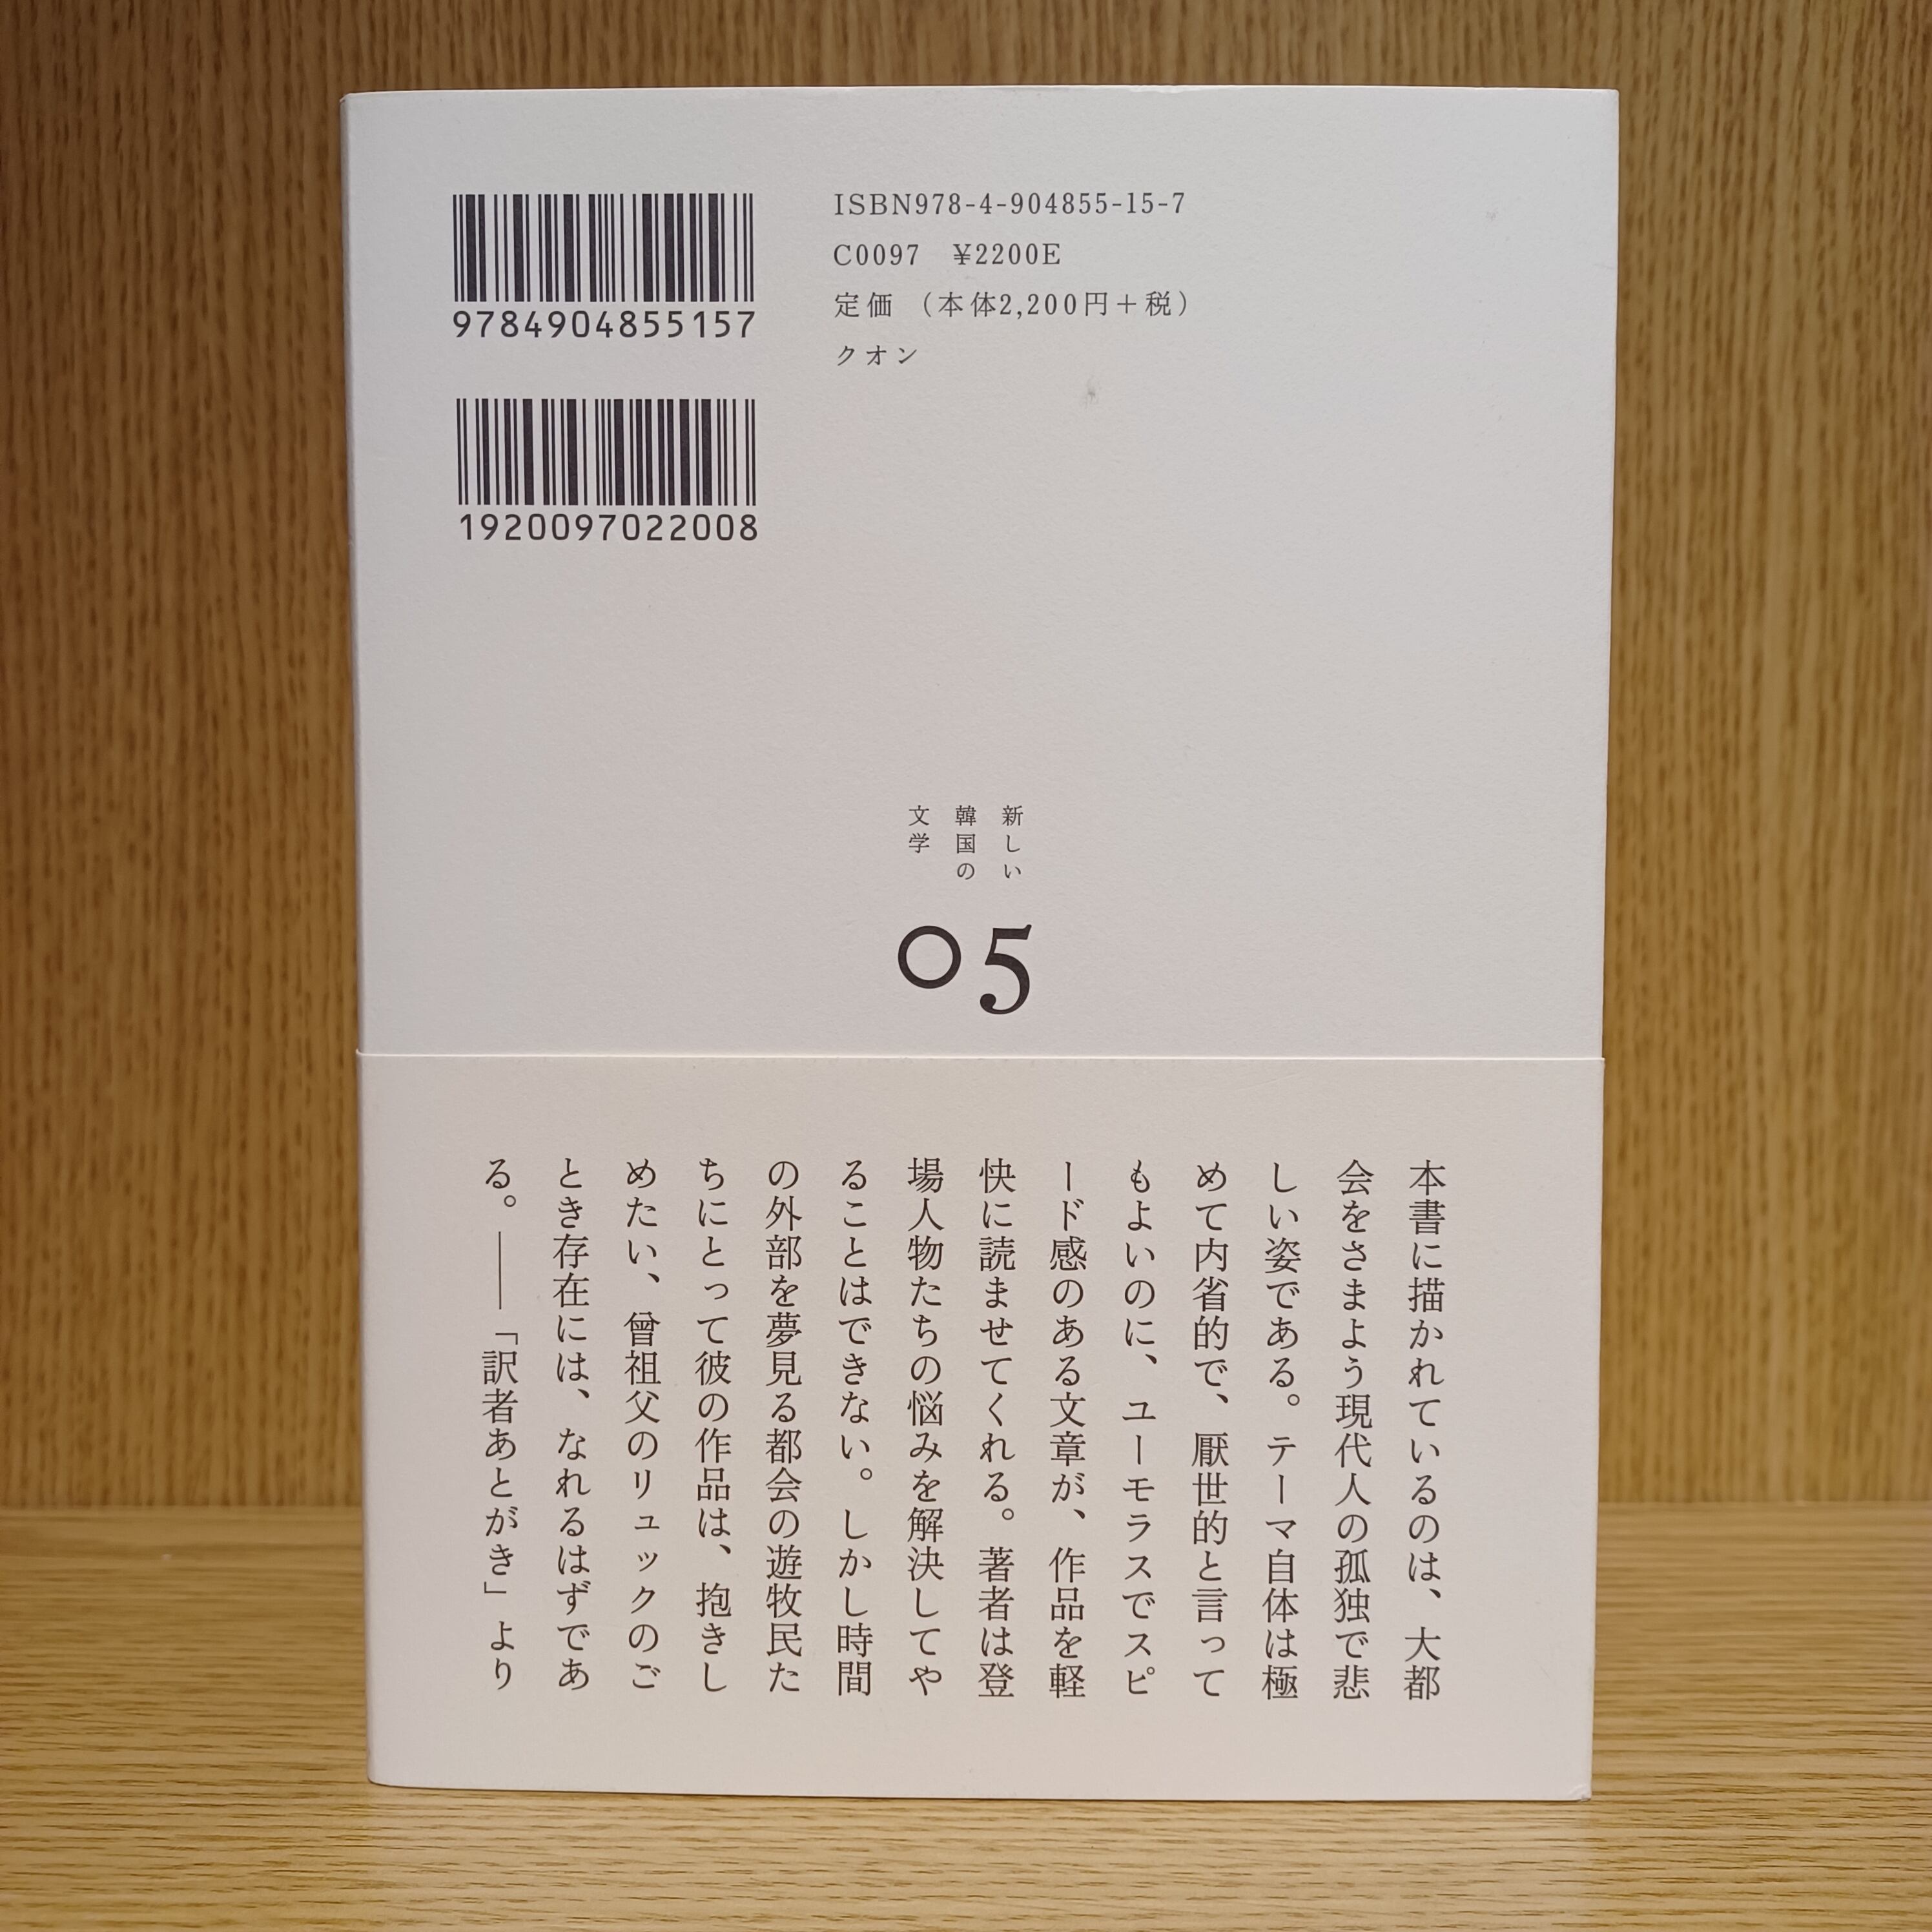 ISBN978-4-904855-15-7
C0097 ¥2200E
定価 （本体2,200円＋税）
クオン
9784904855157
1920097022008
新しい
韓国の
文学
05
本書に描かれているのは、大都
会をさまよう現代人の孤独で悲
しい姿である。テーマ自体は極
めて内省的で、厭世的と言って
もよいのに、ユーモラスでスピ
ード感のある文章が、作品を軽
快に読ませてくれる。著者は登
場人物たちの悩みを解決してや
ることはできない。しかし時間
の外部を夢見る都会の遊牧民た
ちにとって彼の作品は、抱きし
めたい、曾祖父のリュックのご
とき存在には、なれるはずであ
る。――「訳者あとがき」より